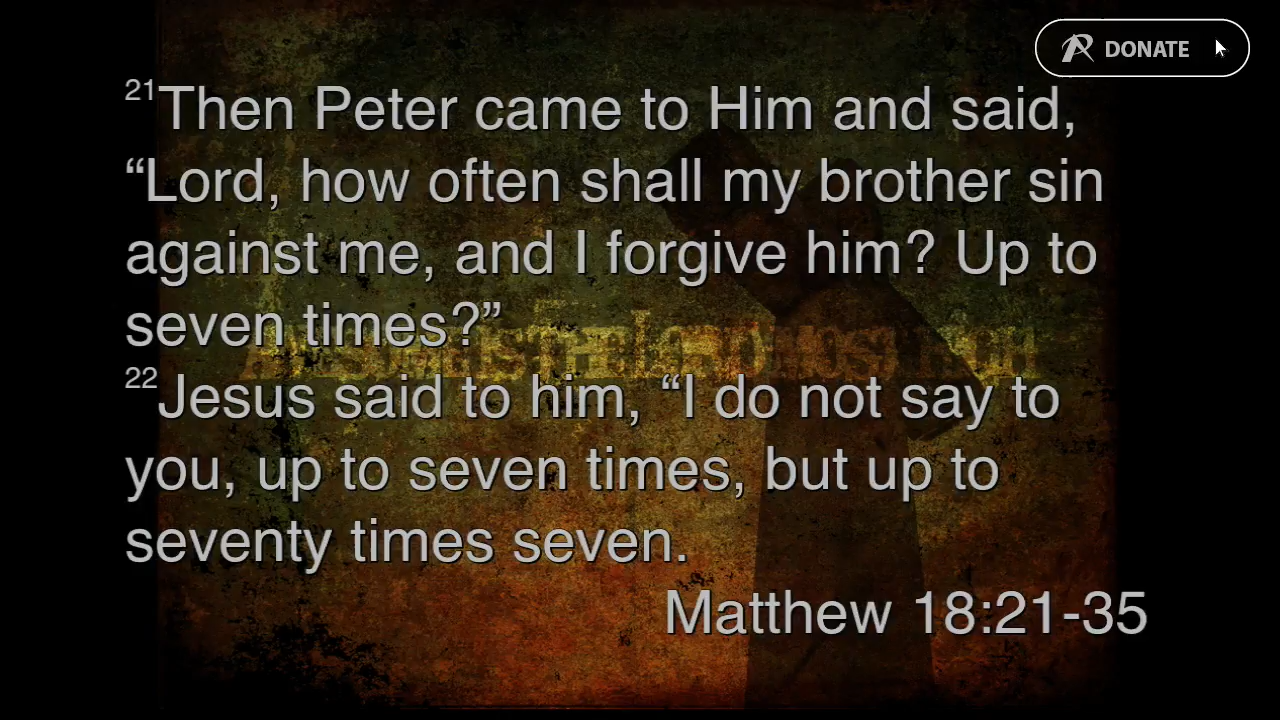 DONATE
21Then Peter came to Him and said,
“Lord, how often shall my brother sin
against me, and I forgive him? Up to
seven times?”
22Jesus said to him, “I do not say to
you, up to seven times, but up to
seventy times seven.
Matthew 18:21-35